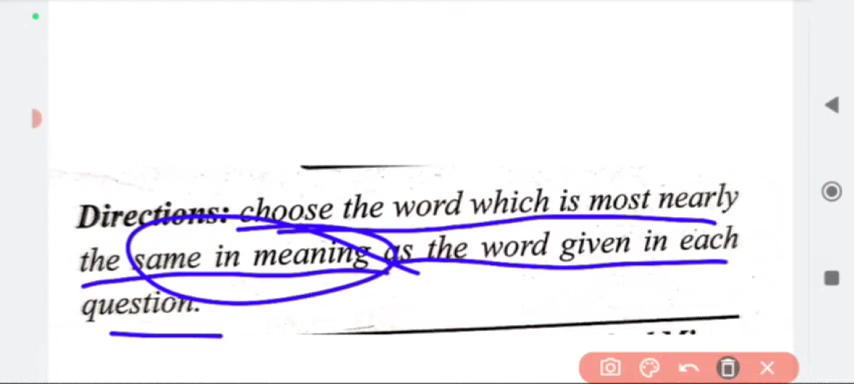 Directions: choose the word which is most nearly
the same in meaning as the word given in each
question.